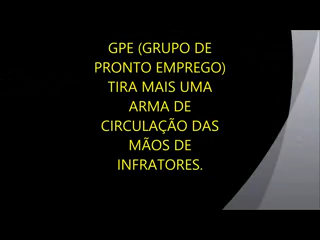 GPE (GRUPO DE
PRONTO EMPREGO)
TIRA MAIS UMA
ARMA DE
CIRCULAÇÃO DAS
MÃOS DE
INFRATORES.